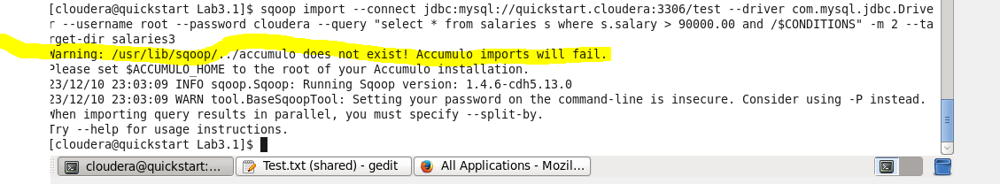 [cloudera@quickstart Lab3.1]$ sqoop import --connect jdbc:mysql://quickstart.cloudera:3306/test --driver com.mysql.jdbc.Drive
r --username root --password cloudera --query "select * from salaries s where s.salary > 90000.00 and /$CONDITIONS" -m 2 --ta
rget-dir salaries3
Warning: /usr/lib/sqoop/../accumulo does not exist! Accumulo imports will fail.
Please set $ACCUMULO_HOME to the root of your Accumulo installation.
23/12/10 23:03:09 INFO sqoop.Sqoop: Running Sqoop version: 1.4.6-cdh5.13.0
23/12/10 23:03:09 WARN tool.BaseSqoopTool: Setting your password on the command-line is insecure. Consider using -P instead.
When importing query results in parallel, you must specify --split-by.
Try --help for usage instructions.
[cloudera@quickstart Lab3.1]$
cloudera@quickstart:... Test.txt (shared) - gedit All Applications - Mozil...